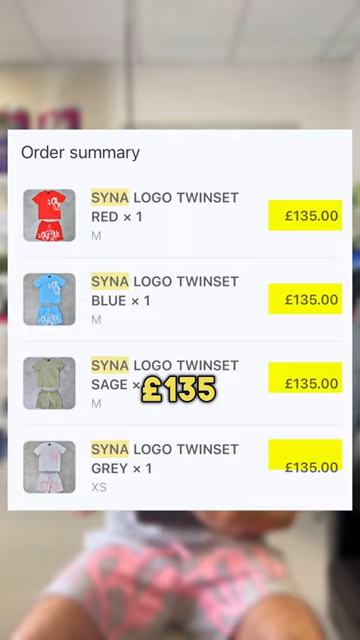 Order summary
SYNA LOGO TWINSET
RED × 1
£135.00
M
SYNA LOGO TWINSET
BLUE × 1
£135.00
M
SYNA LOGO TWINSET
SAGE ×
£135.00
£135
M
SYNA LOGO TWINSET
GREY × 1
£135.00
XS